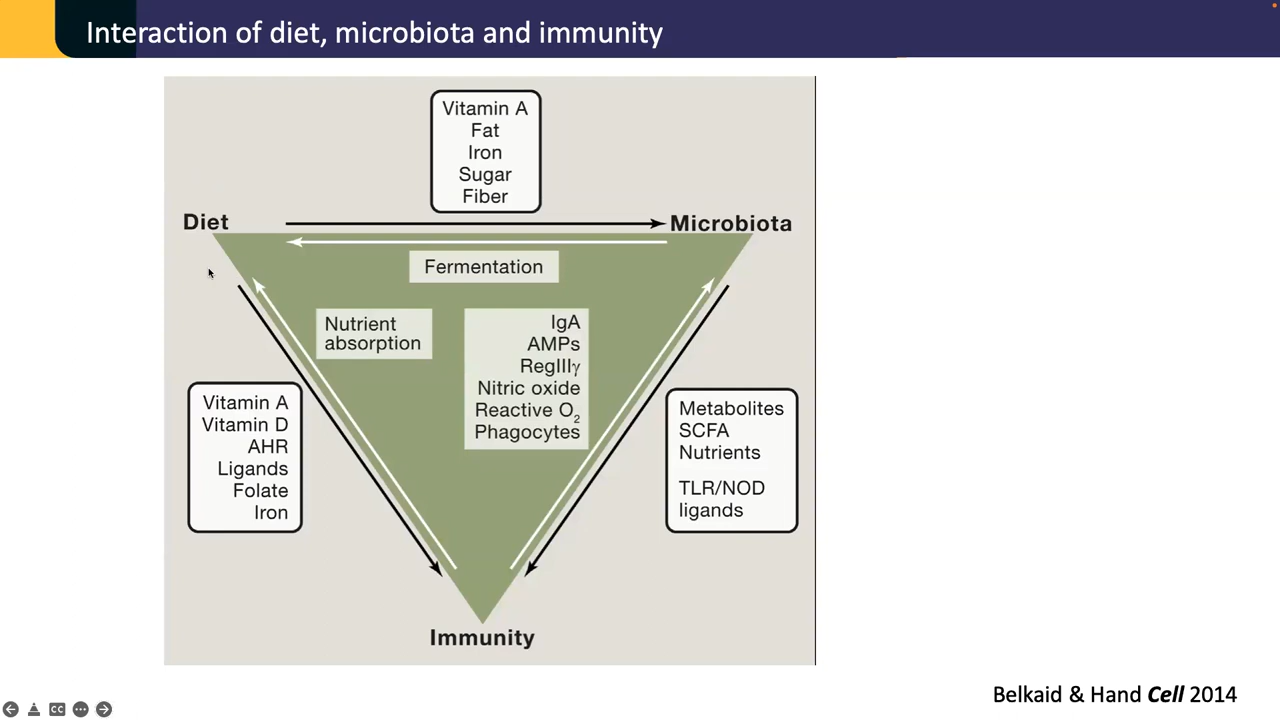 Interaction of diet, microbiota and immunity
Vitamin A
Fat
Iron
Sugar
Fiber
Diet
Microbiota
Fermentation
Nutrient
absorption
IgA
AMPs
RegIIIγ
Nitric oxide
Reactive O₂
Phagocytes
Vitamin A
Vitamin D
AHR
Ligands
Folate
Iron
Metabolites
SCFA
Nutrients
TLR/NOD
ligands
Immunity
Belkaid & Hand Cell 2014
CC